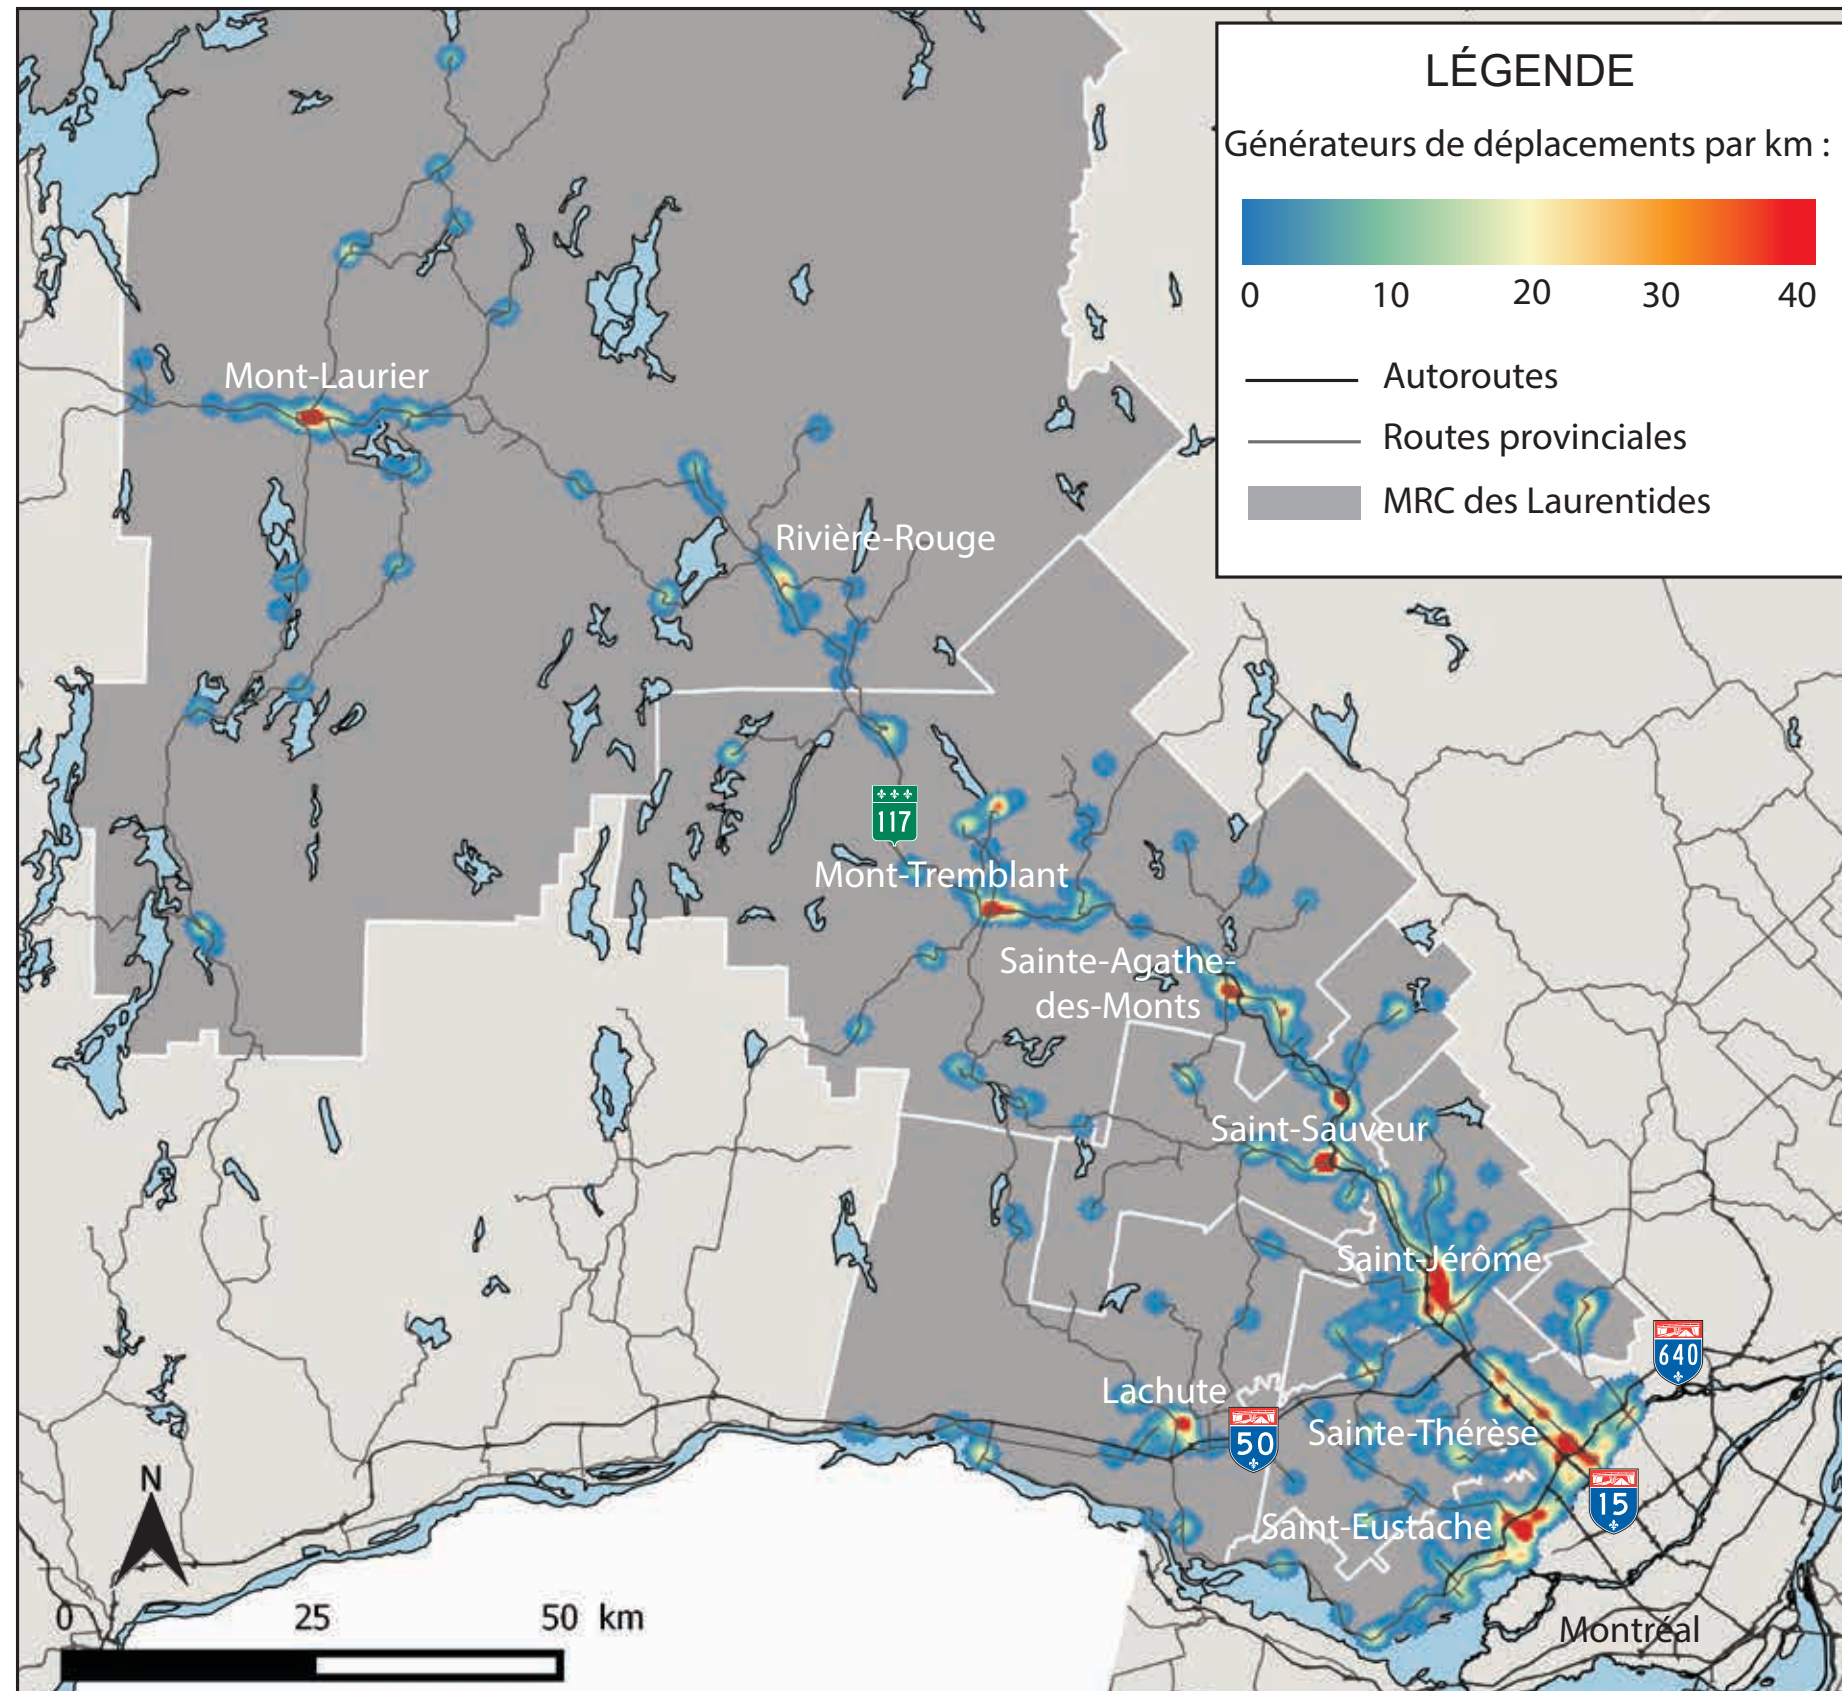 LÉGENDE
Générateurs de déplacements par km :
0 10 20 30 40
Autoroutes
Routes provinciales
MRC des Laurentides
Mont-Laurier
Rivière-Rouge
117
Mont-Tremblant
Sainte-Agathe-
des-Monts
Saint-Sauveur
Saint-Jérôme
640
Lachute
50
Sainte-Thérèse
15
Saint-Eustache
Montréal
N
0 25 50 km